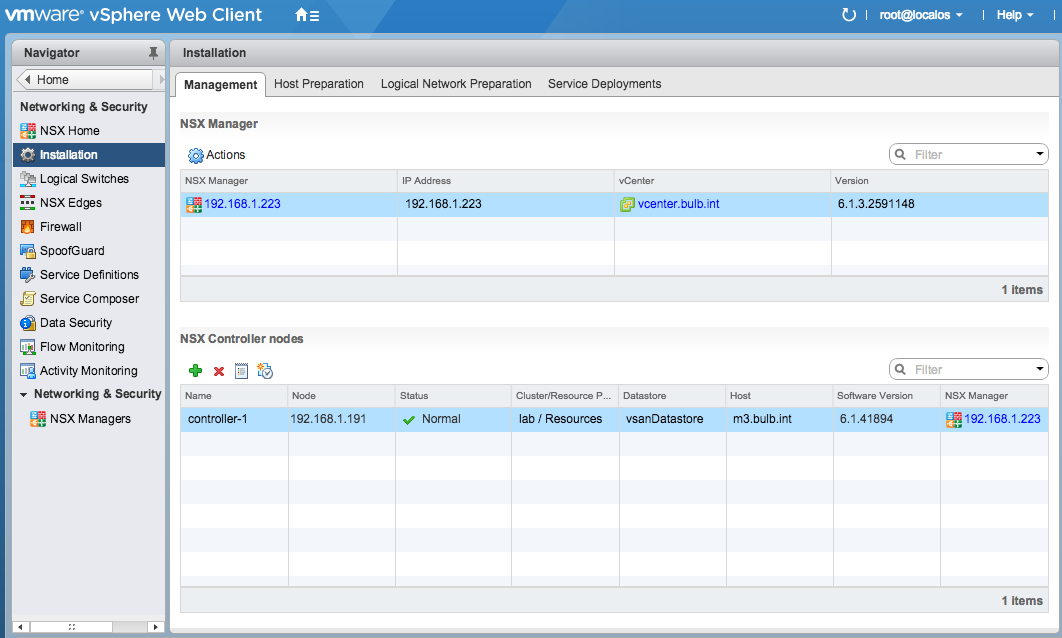 vmware® vSphere Web Client
root@localos
Help
Navigator
Home
Networking & Security
NSX Home
Installation
Logical Switches
NSX Edges
Firewall
SpoofGuard
Service Definitions
Service Composer
Data Security
Flow Monitoring
Activity Monitoring
Networking & Security
NSX Managers
Installation
Management Host Preparation Logical Network Preparation Service Deployments
NSX Manager
Actions
Filter
NSX Manager IP Address vCenter Version
192.168.1.223 192.168.1.223 vcenter.bulb.int 6.1.3.2591148
1 items
NSX Controller nodes
Filter
Name Node Status Cluster/Resource P... Datastore Host Software Version NSX Manager
controller-1 192.168.1.191 Normal lab / Resources vsanDatastore m3.bulb.int 6.1.41894 192.168.1.223
1 items